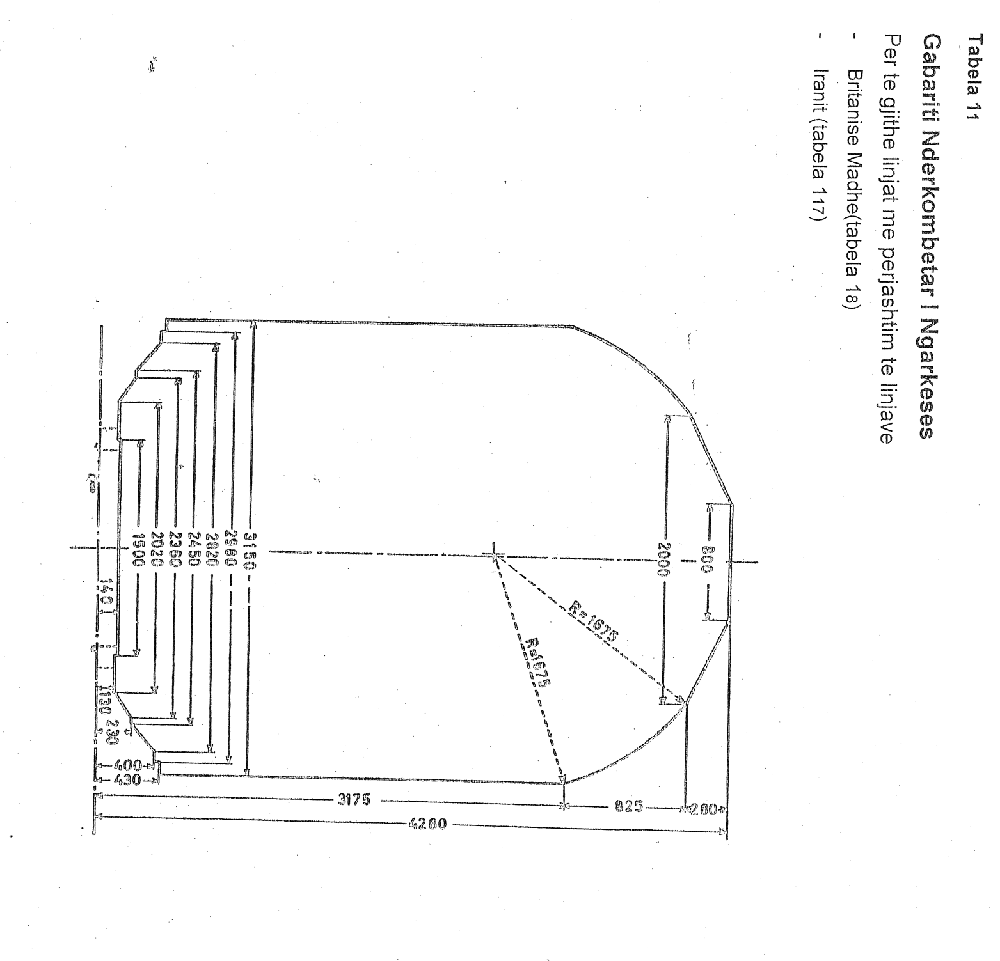 Tabela 11
Gabariti Nderkombetar I Ngarkeses
Per te gjithe linjat me perjashtim te linjave
- Britanise Madhe(tabela 18)
- Iranit (tabela 117)
800
2000
R=1675
R=1675
3150
2980
2820
2450
2360
2020
1500
140
130
230
400
430
3175
825
280
4280